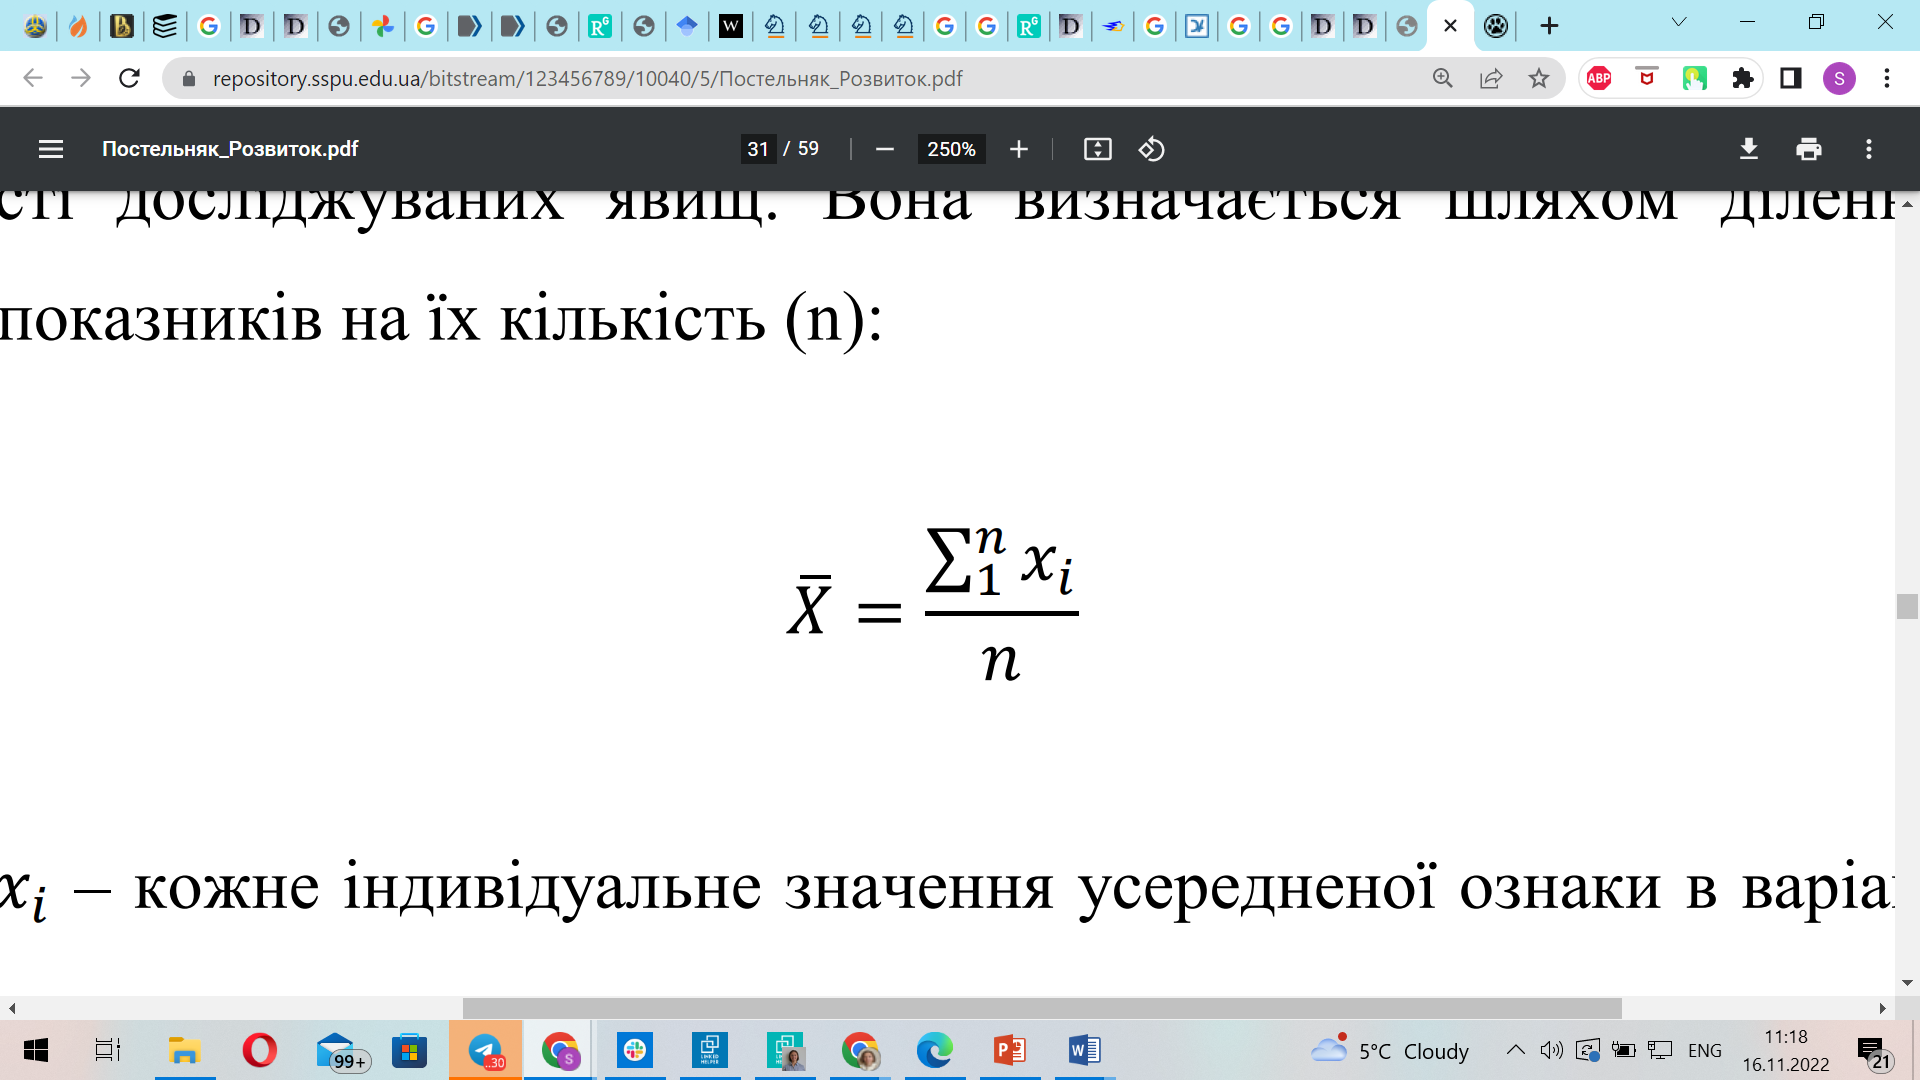 repository.sspu.edu.ua/bitstream/123456789/10040/5/Постельняк_Розвиток.pdf
ABP
S
Постельняк_Розвиток.pdf
31 / 59
250%
сті досліджуваних явищ. Вона визначається шляхом
показників на їх кількість (n):
X̄ = ∑₁ⁿ xᵢ / n
xᵢ – кожне індивідуальне значення усередненої ознаки в
99+
..30
S
5°C Cloudy
ENG
11:18
16.11.2022
21